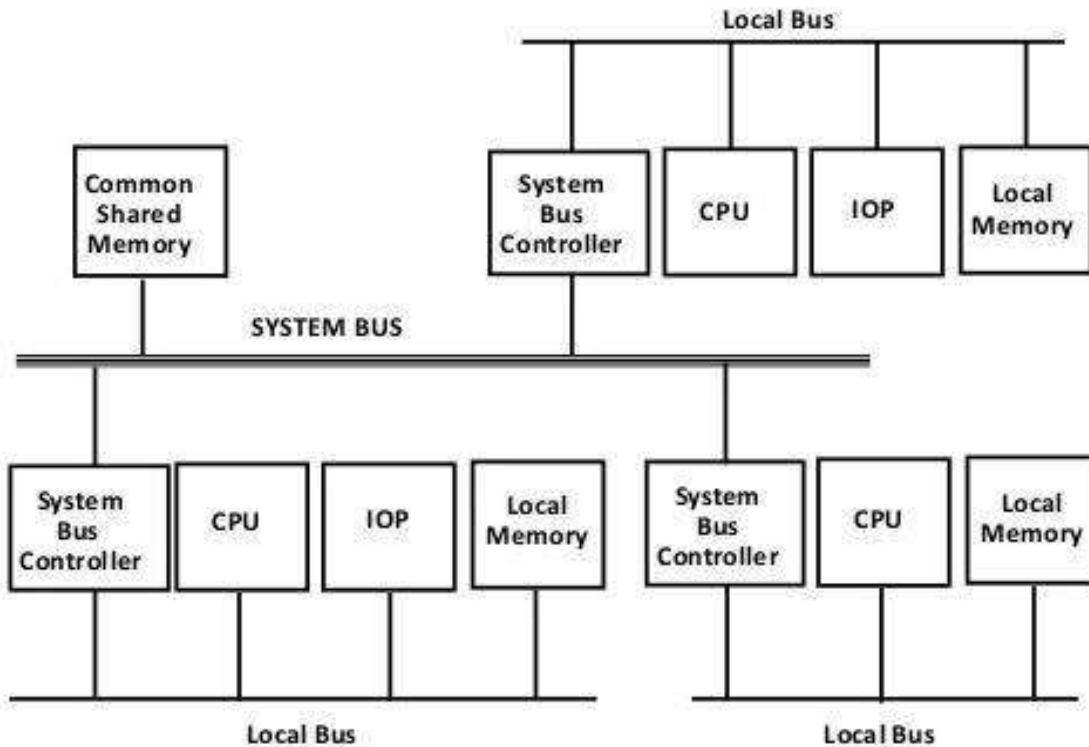 Local Bus
Common
Shared
Memory
System
Bus
Controller
CPU
IOP
Local
Memory
SYSTEM BUS
System
Bus
Controller
CPU
IOP
Local
Memory
System
Bus
Controller
CPU
Local
Memory
Local Bus
Local Bus